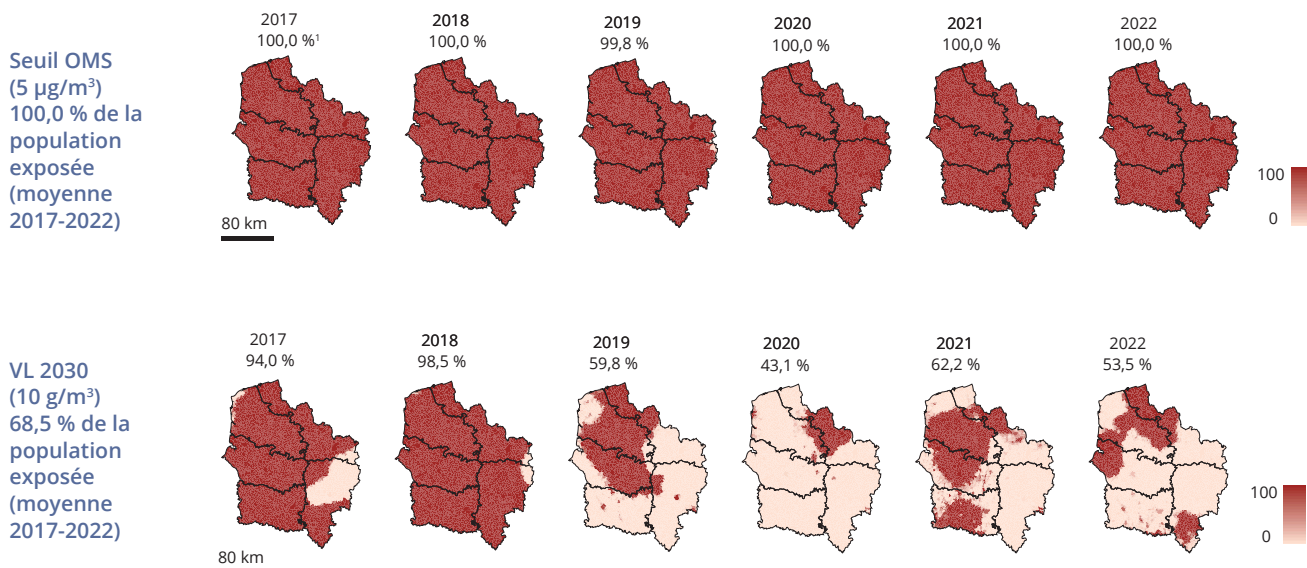 Seuil OMS
(5 µg/m³)
100,0 % de la
population
exposée
(moyenne
2017-2022)
2017
100,0 %¹
2018
100,0 %
2019
99,8 %
2020
100,0 %
2021
100,0 %
2022
100,0 %
80 km
100
0
VL 2030
(10 g/m³)
68,5 % de la
population
exposée
(moyenne
2017-2022)
2017
94,0 %
2018
98,5 %
2019
59,8 %
2020
43,1 %
2021
62,2 %
2022
53,5 %
80 km
100
0